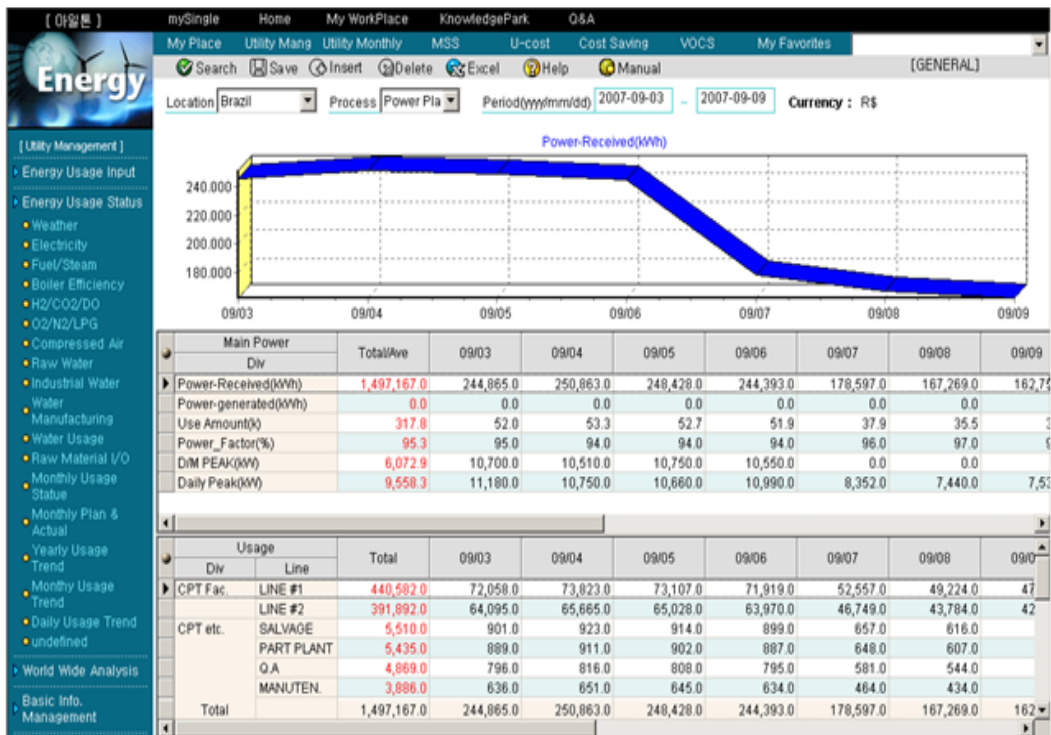 [ 아일톤 ]
mySingle Home My WorkPlace KnowledgePark Q&A
My Place Utility Mang Utility Monthly MSS U-cost Cost Saving VOCS My Favorites
Search Save Insert Delete Excel Help Manual [GENERAL]
Energy
Location Brazil Process Power Pla Period(yyyy/mm/dd) 2007-09-03 ~ 2007-09-09 Currency : R$
[ Utility Management ]
Energy Usage Input
Energy Usage Status
Weather
Electricity
Fuel/Steam
Boiler Efficiency
H2/CO2/DO
O2/N2/LPG
Compressed Air
Raw Water
Industrial Water
Water
Manufacturing
Water Usage
Raw Material I/O
Monthly Usage
Statue
Monthly Plan &
Actual
Yearly Usage
Trend
Monthy Usage
Trend
Daily Usage Trend
undefined
World Wide Analysis
Basic Info.
Management
Power-Received(kWh)
240.000
220.000
200.000
180.000
09/03 09/04 09/05 09/06 09/07 09/08 09/09
Main Power
Div Total/Ave 09/03 09/04 09/05 09/06 09/07 09/08 09/09
Power-Received(kWh) 1,497,167.0 244,865.0 250,863.0 248,428.0 244,393.0 178,597.0 167,269.0 162,75
Power-generated(kWh) 0.0 0.0 0.0 0.0 0.0 0.0 0.0
Use Amount(k) 317.8 52.0 53.3 52.7 51.9 37.9 35.5
Power_Factor(%) 95.3 95.0 94.0 94.0 94.0 96.0 97.0
D/M PEAK(kW) 6,072.9 10,700.0 10,510.0 10,750.0 10,550.0 0.0 0.0
Daily Peak(kW) 9,558.3 11,180.0 10,750.0 10,660.0 10,990.0 8,352.0 7,440.0 7,53
Usage
Div Line Total 09/03 09/04 09/05 09/06 09/07 09/08 09/0
CPT Fac. LINE #1 440,582.0 72,058.0 73,823.0 73,107.0 71,919.0 52,557.0 49,224.0 47
LINE #2 391,892.0 64,095.0 65,665.0 65,028.0 63,970.0 46,749.0 43,784.0 42
CPT etc. SALVAGE 5,510.0 901.0 923.0 914.0 899.0 657.0 616.0
PART PLANT 5,435.0 889.0 911.0 902.0 887.0 648.0 607.0
Q.A 4,869.0 796.0 816.0 808.0 795.0 581.0 544.0
MANUTEN. 3,886.0 636.0 651.0 645.0 634.0 464.0 434.0
Total 1,497,167.0 244,865.0 250,863.0 248,428.0 244,393.0 178,597.0 167,269.0 162